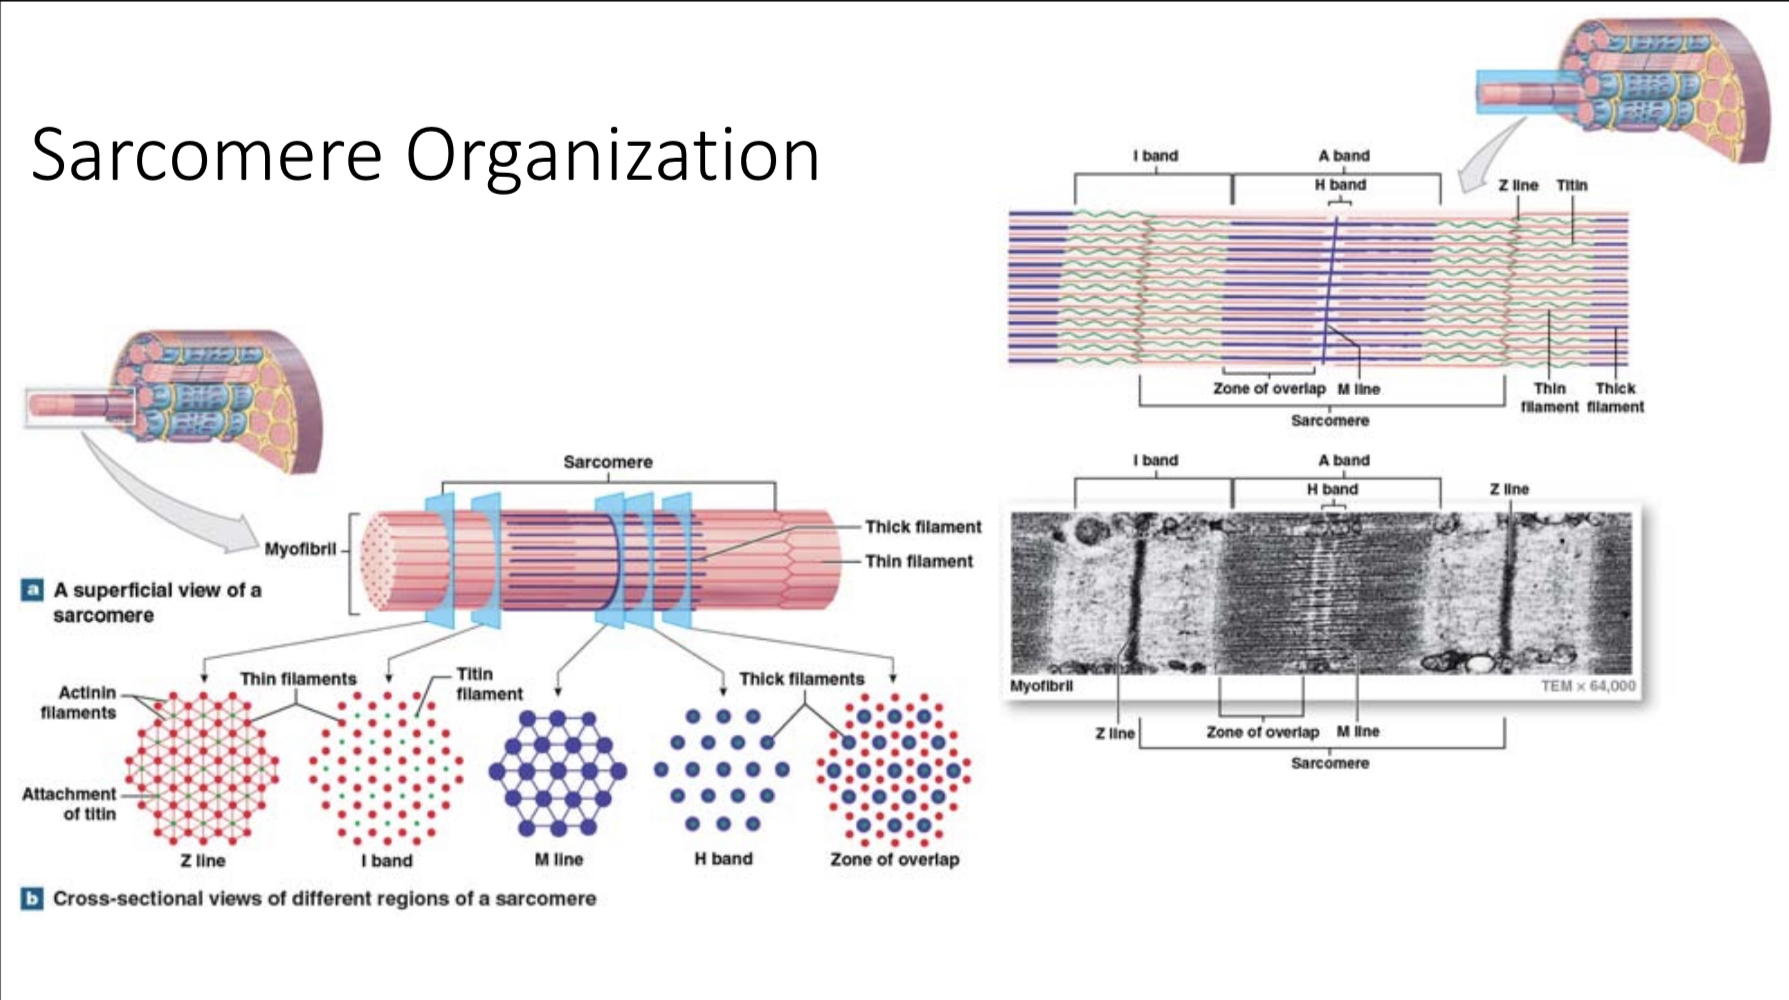 Sarcomere Organization
I band
A band
H band
Z line
Titin
Zone of overlap
M line
Thin
filament
Thick
filament
Sarcomere
I band
A band
H band
Z line
Myofibril
TEM × 64,000
Z line
Zone of overlap
M line
Sarcomere
Sarcomere
Myofibril
Thick filament
Thin filament
a A superficial view of a
sarcomere
Actinin
filaments
Thin filaments
Titin
filament
Thick filaments
Attachment
of titin
Z line
I band
M line
H band
Zone of overlap
b Cross-sectional views of different regions of a sarcomere